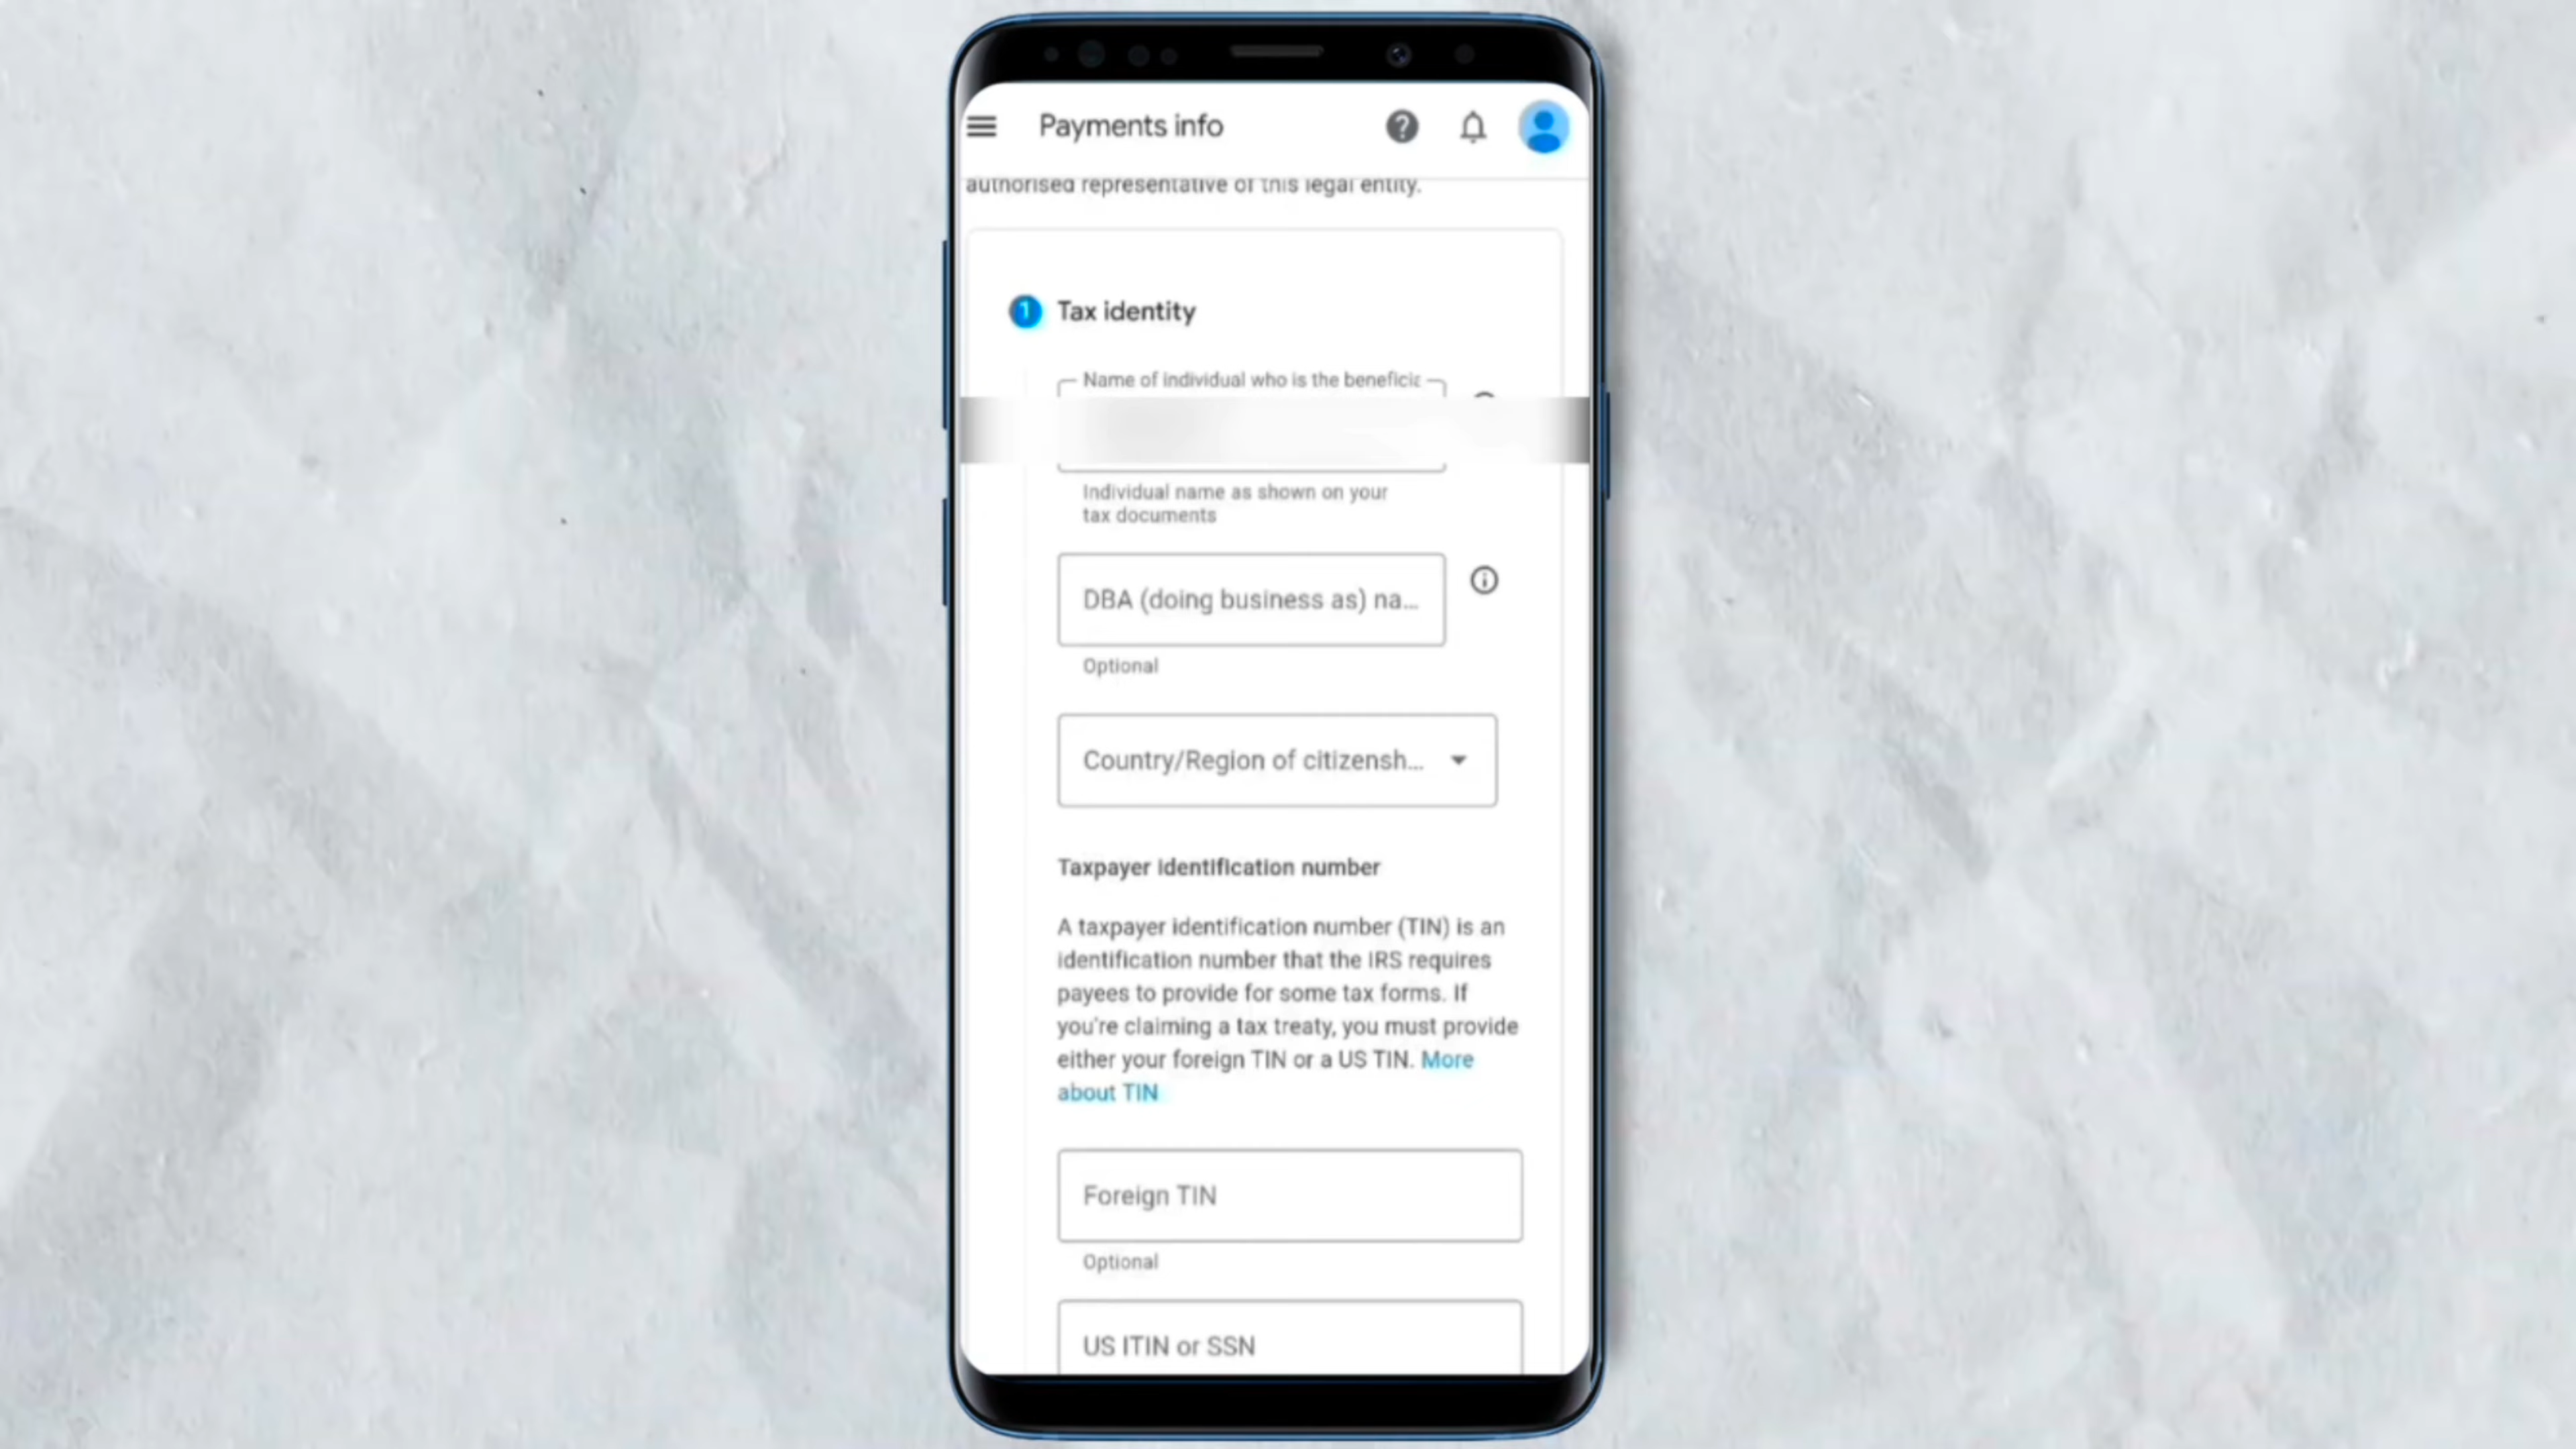 Payments info
authorised representative of this legal entity.
1 Tax identity
Name of individual who is the beneficia
Individual name as shown on your
tax documents
DBA (doing business as) na...
Optional
Country/Region of citizensh...
Taxpayer identification number
A taxpayer identification number (TIN) is an
identification number that the IRS requires
payees to provide for some tax forms. If
you're claiming a tax treaty, you must provide
either your foreign TIN or a US TIN. More
about TIN
Foreign TIN
Optional
US ITIN or SSN